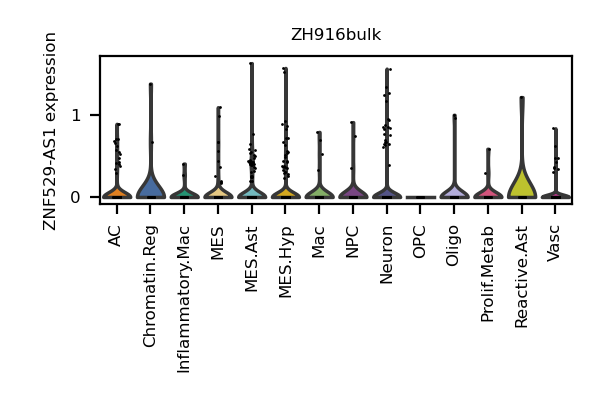 ZH916bulk
ZNF529-AS1 expression
1
0
AC
Chromatin.Reg
Inflammatory.Mac
MES
MES.Ast
MES.Hyp
Mac
NPC
Neuron
OPC
Oligo
Prolif.Metab
Reactive.Ast
Vasc